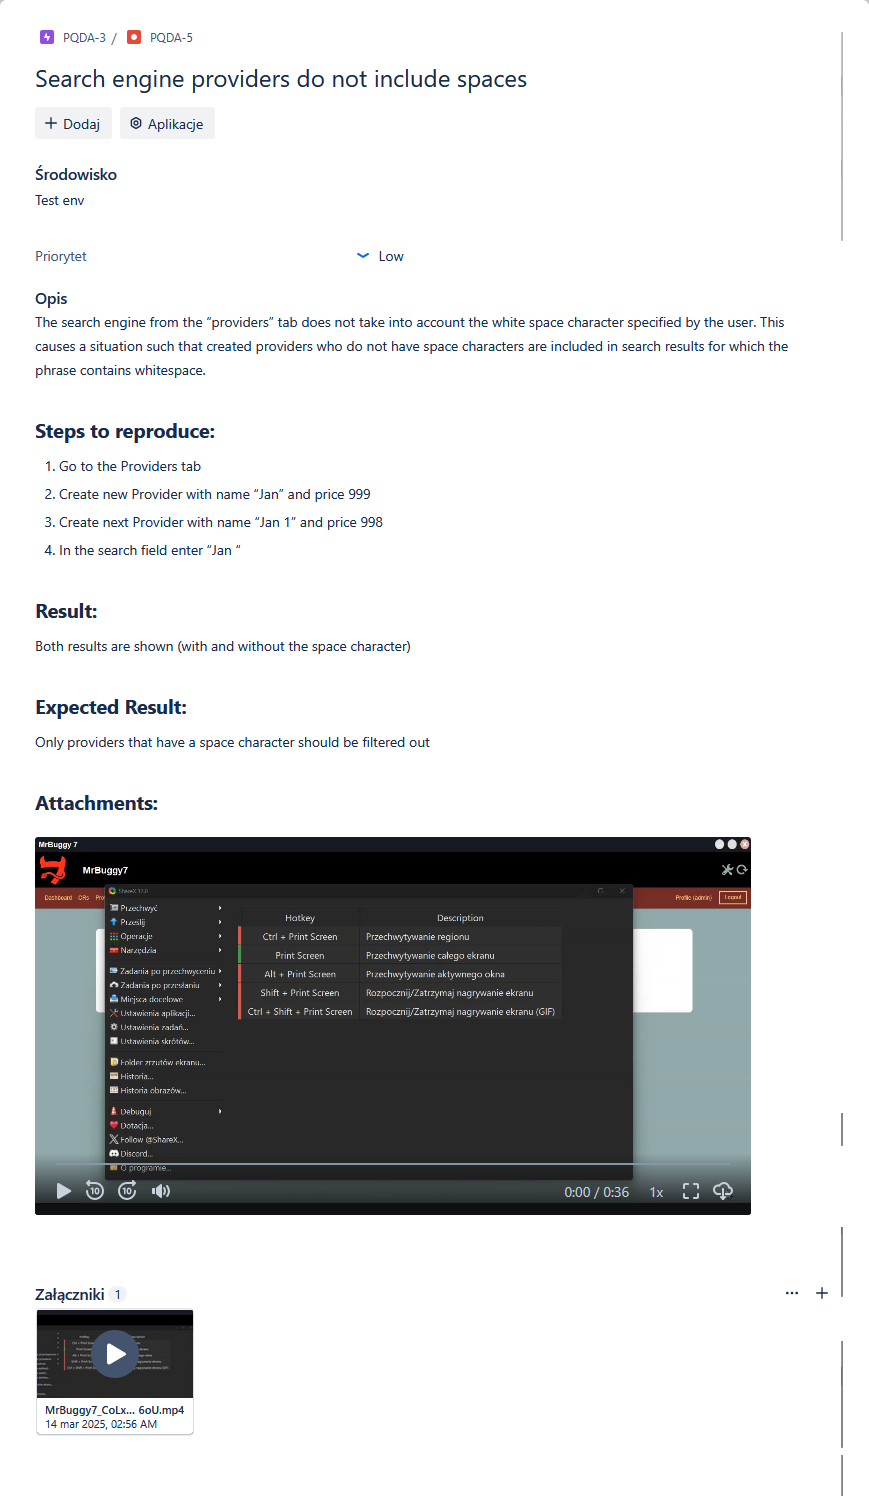 PQDA-3 / PQDA-5
Search engine providers do not include spaces
Dodaj Aplikacje
Środowisko
Test env
Priorytet Low
Opis
The search engine from the “providers” tab does not take into account the white space character specified by the user. This
causes a situation such that created providers who do not have space characters are included in search results for which the
phrase contains whitespace.
Steps to reproduce:
1. Go to the Providers tab
2. Create new Provider with name “Jan” and price 999
3. Create next Provider with name “Jan 1” and price 998
4. In the search field enter “Jan “
Result:
Both results are shown (with and without the space character)
Expected Result:
Only providers that have a space character should be filtered out
Attachments:
MrBuggy 7
MrBuggy7
Dashboard CRs Profile (admin) Logout
ShareX 17.0
Przechwyć
Prześlij
Operacje
Narzędzia
Zadania po przechwyceniu
Zadania po przesłaniu
Miejsca docelowe
Ustawienia aplikacji...
Ustawienia zadań...
Ustawienia skrótów...
Folder zrzutów ekranu...
Historia...
Historia obrazów...
Debuguj
Dotacja...
Follow @ShareX...
Discord...
O programie...
Hotkey Description
Ctrl + Print Screen Przechwytywanie regionu
Print Screen Przechwytywanie całego ekranu
Alt + Print Screen Przechwytywanie aktywnego okna
Shift + Print Screen Rozpocznij/Zatrzymaj nagrywanie ekranu
Ctrl + Shift + Print Screen Rozpocznij/Zatrzymaj nagrywanie ekranu (GIF)
10 10 0:00 / 0:36 1x
Załączniki 1
MrBuggy7_CoLx... 6oU.mp4
14 mar 2025, 02:56 AM